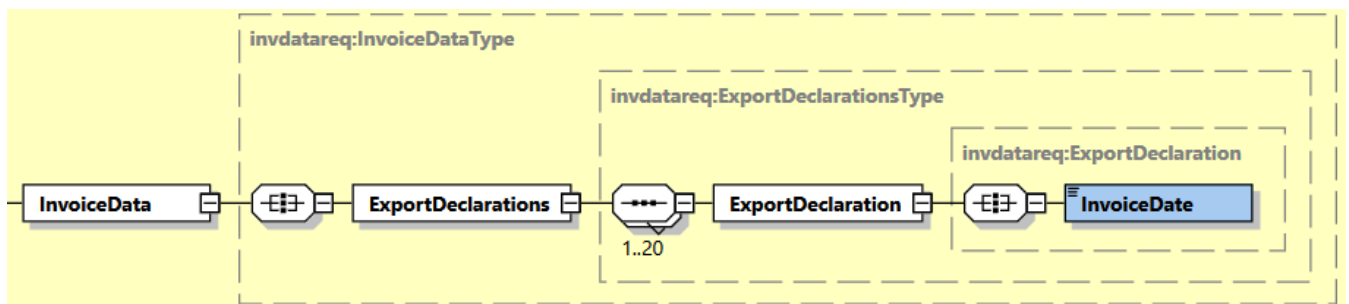 invdatareq:InvoiceDataType
invdatareq:ExportDeclarationsType
invdatareq:ExportDeclaration
InvoiceData
ExportDeclarations
ExportDeclaration
InvoiceDate
1..20